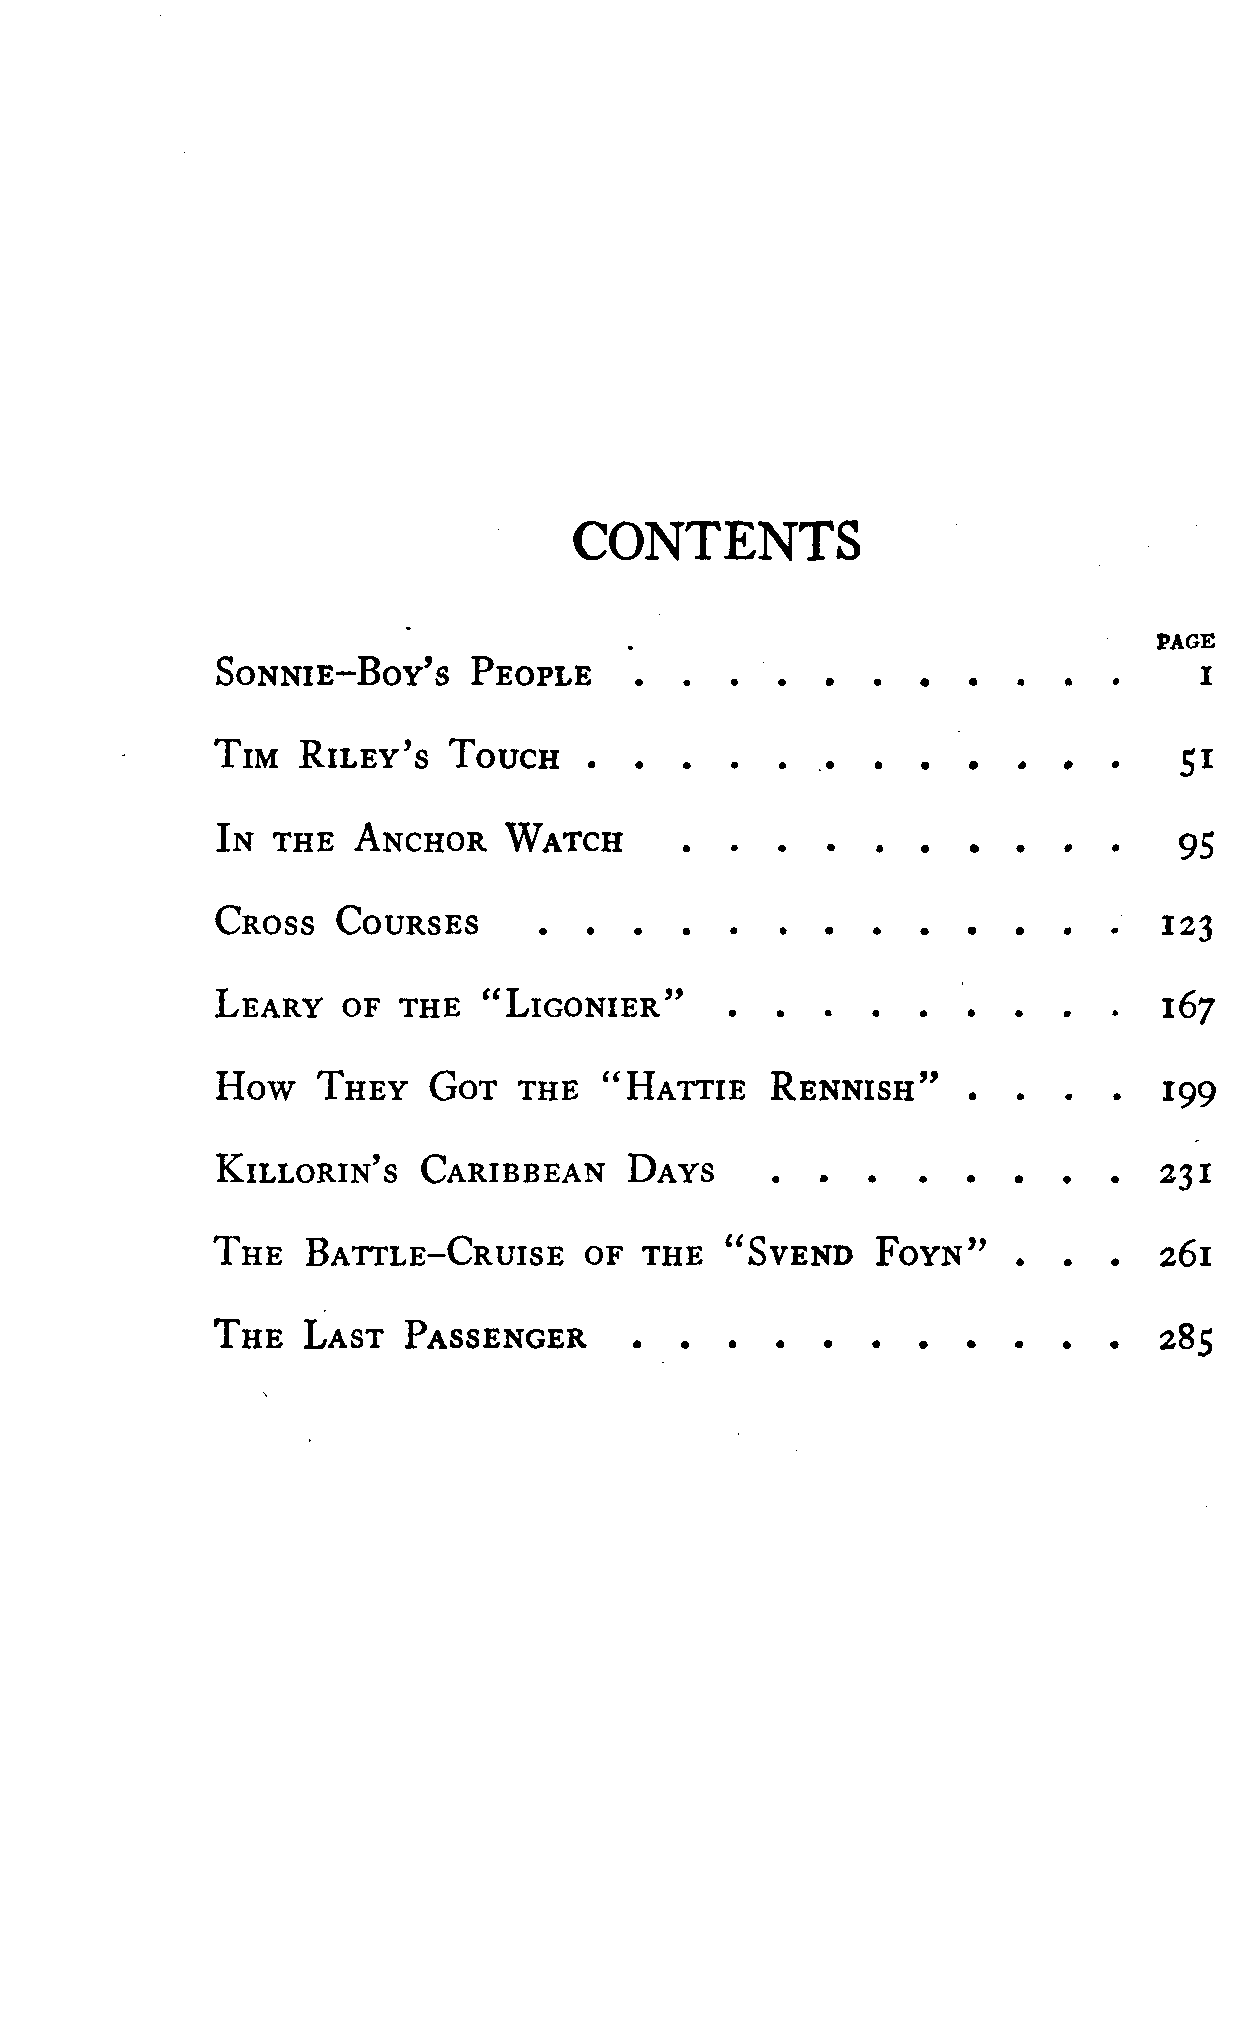 CONTENTS
PAGE
Sonnie-Boy's People . . . . . . . . . . . 1
Tim Riley's Touch . . . . . . . . . . . . 51
In the Anchor Watch . . . . . . . . . . 95
Cross Courses . . . . . . . . . . . . . 123
Leary of the "Ligonier" . . . . . . . . . 167
How They Got the "Hattie Rennish" . . . . 199
Killorin's Caribbean Days . . . . . . . . 231
The Battle-Cruise of the "Svend Foyn" . . . 261
The Last Passenger . . . . . . . . . . . 285